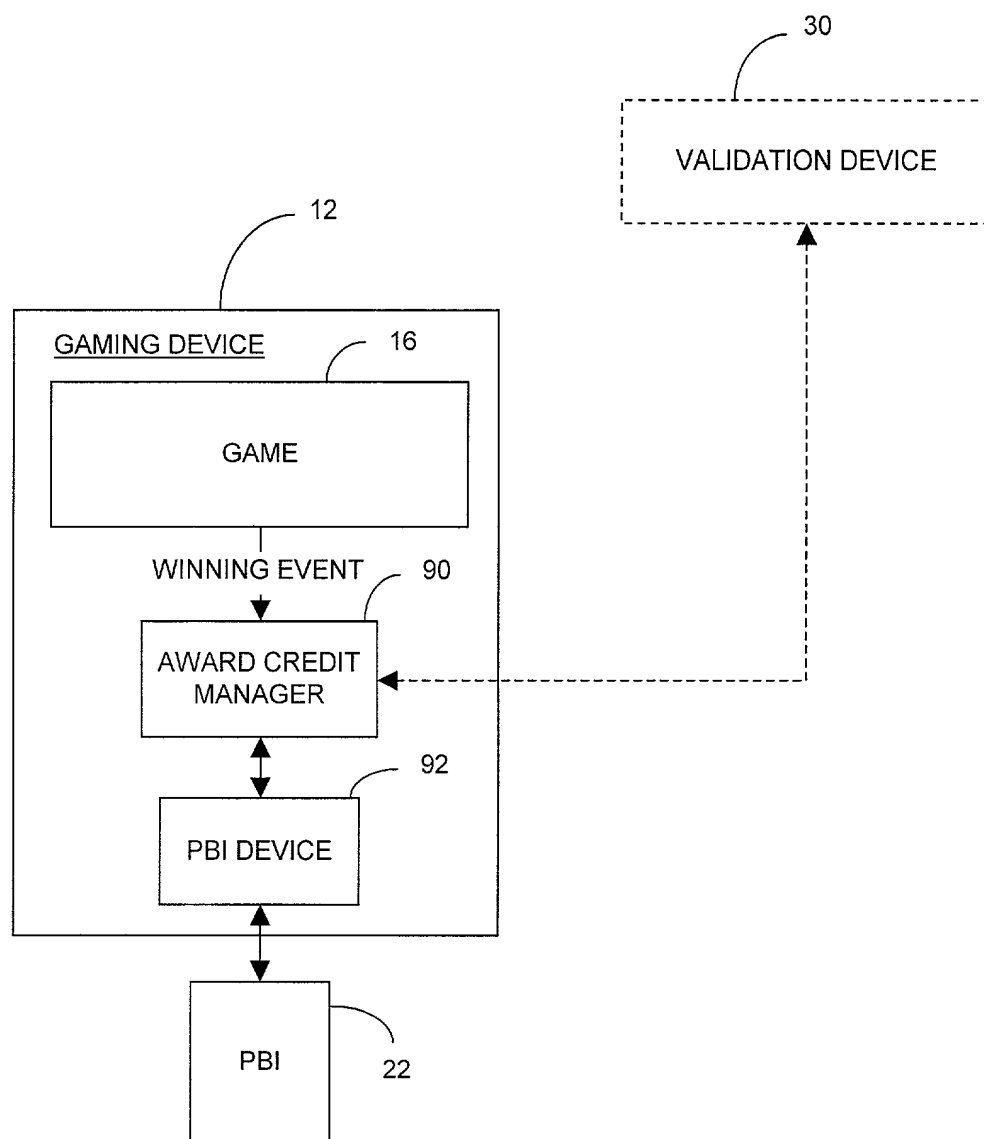 30
VALIDATION DEVICE
12
GAMING DEVICE
16
GAME
WINNING EVENT
90
AWARD CREDIT
MANAGER
92
PBI DEVICE
PBI
22